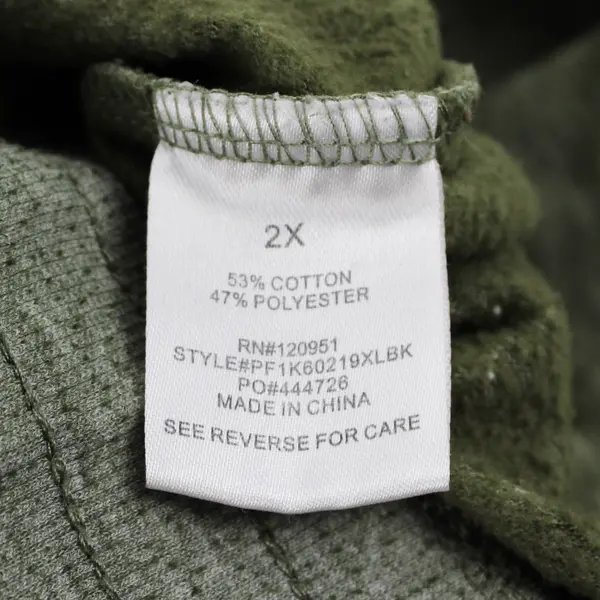 2X
53% COTTON
47% POLYESTER
RN#120951
STYLE#PF1K60219XLBK
PO#444726
MADE IN CHINA
SEE REVERSE FOR CARE